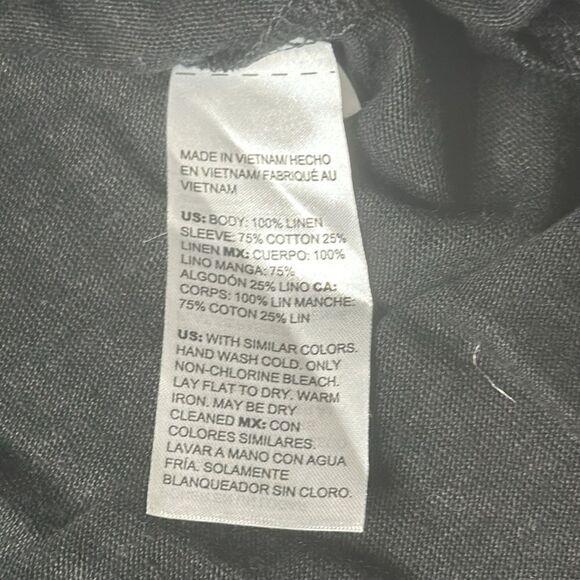 MADE IN VIETNAM/ HECHO
EN VIETNAM/ FABRIQUÉ AU
VIETNAM
US: BODY: 100% LINEN
SLEEVE: 75% COTTON 25%
LINEN MX: CUERPO: 100%
LINO MANGA: 75%
ALGODÓN 25% LINO CA:
CORPS: 100% LIN MANCHE:
75% COTON 25% LIN
US: WITH SIMILAR COLORS.
HAND WASH COLD. ONLY
NON-CHLORINE BLEACH.
LAY FLAT TO DRY. WARM
IRON. MAY BE DRY
CLEANED MX: CON
COLORES SIMILARES.
LAVAR A MANO CON AGUA
FRÍA. SOLAMENTE
BLANQUEADOR SIN CLORO.